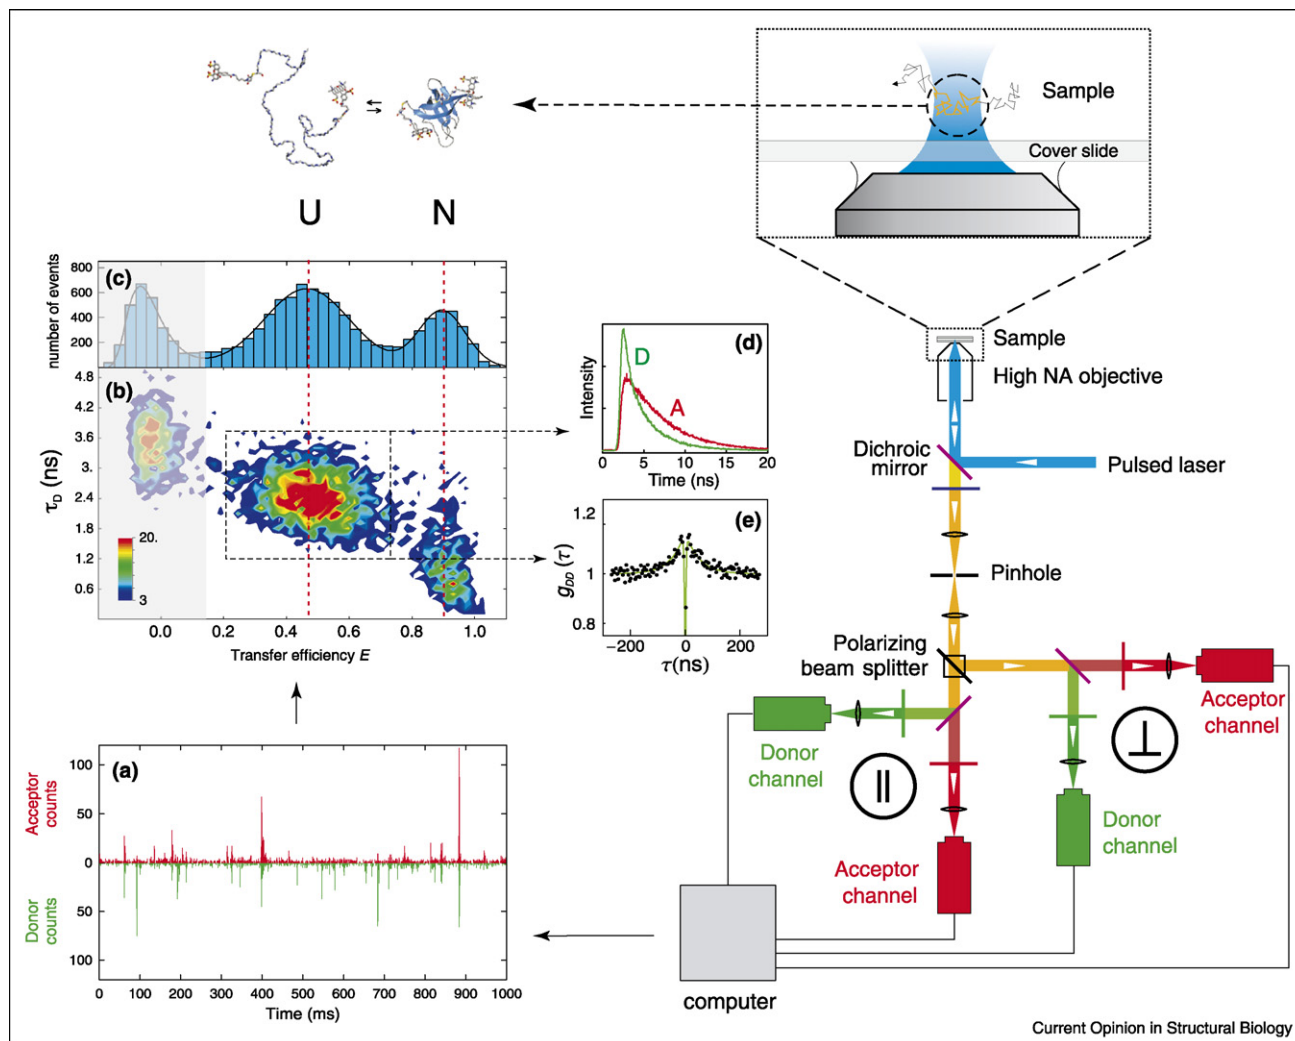 Sample
Cover slide
U
N
(c)
number of events
800
600
400
200
0
(b)
τD (ns)
4.8
4.2
3.6
3.
2.4
1.8
1.2
0.6
20.
3
0.0
0.2
0.4
0.6
0.8
1.0
Transfer efficiency E
(d)
D
A
Intensity
0
5
10
15
20
Time (ns)
(e)
gDD (τ)
1.2
1
0.8
−200
0
200
τ(ns)
Sample
High NA objective
Dichroic
mirror
Pulsed laser
Pinhole
Polarizing
beam splitter
Acceptor
channel
Donor
channel
||
⊥
Donor
channel
Acceptor
channel
computer
(a)
Acceptor
counts
Donor
counts
100
50
0
50
100
0
100
200
300
400
500
600
700
800
900
1000
Time (ms)
Current Opinion in Structural Biology